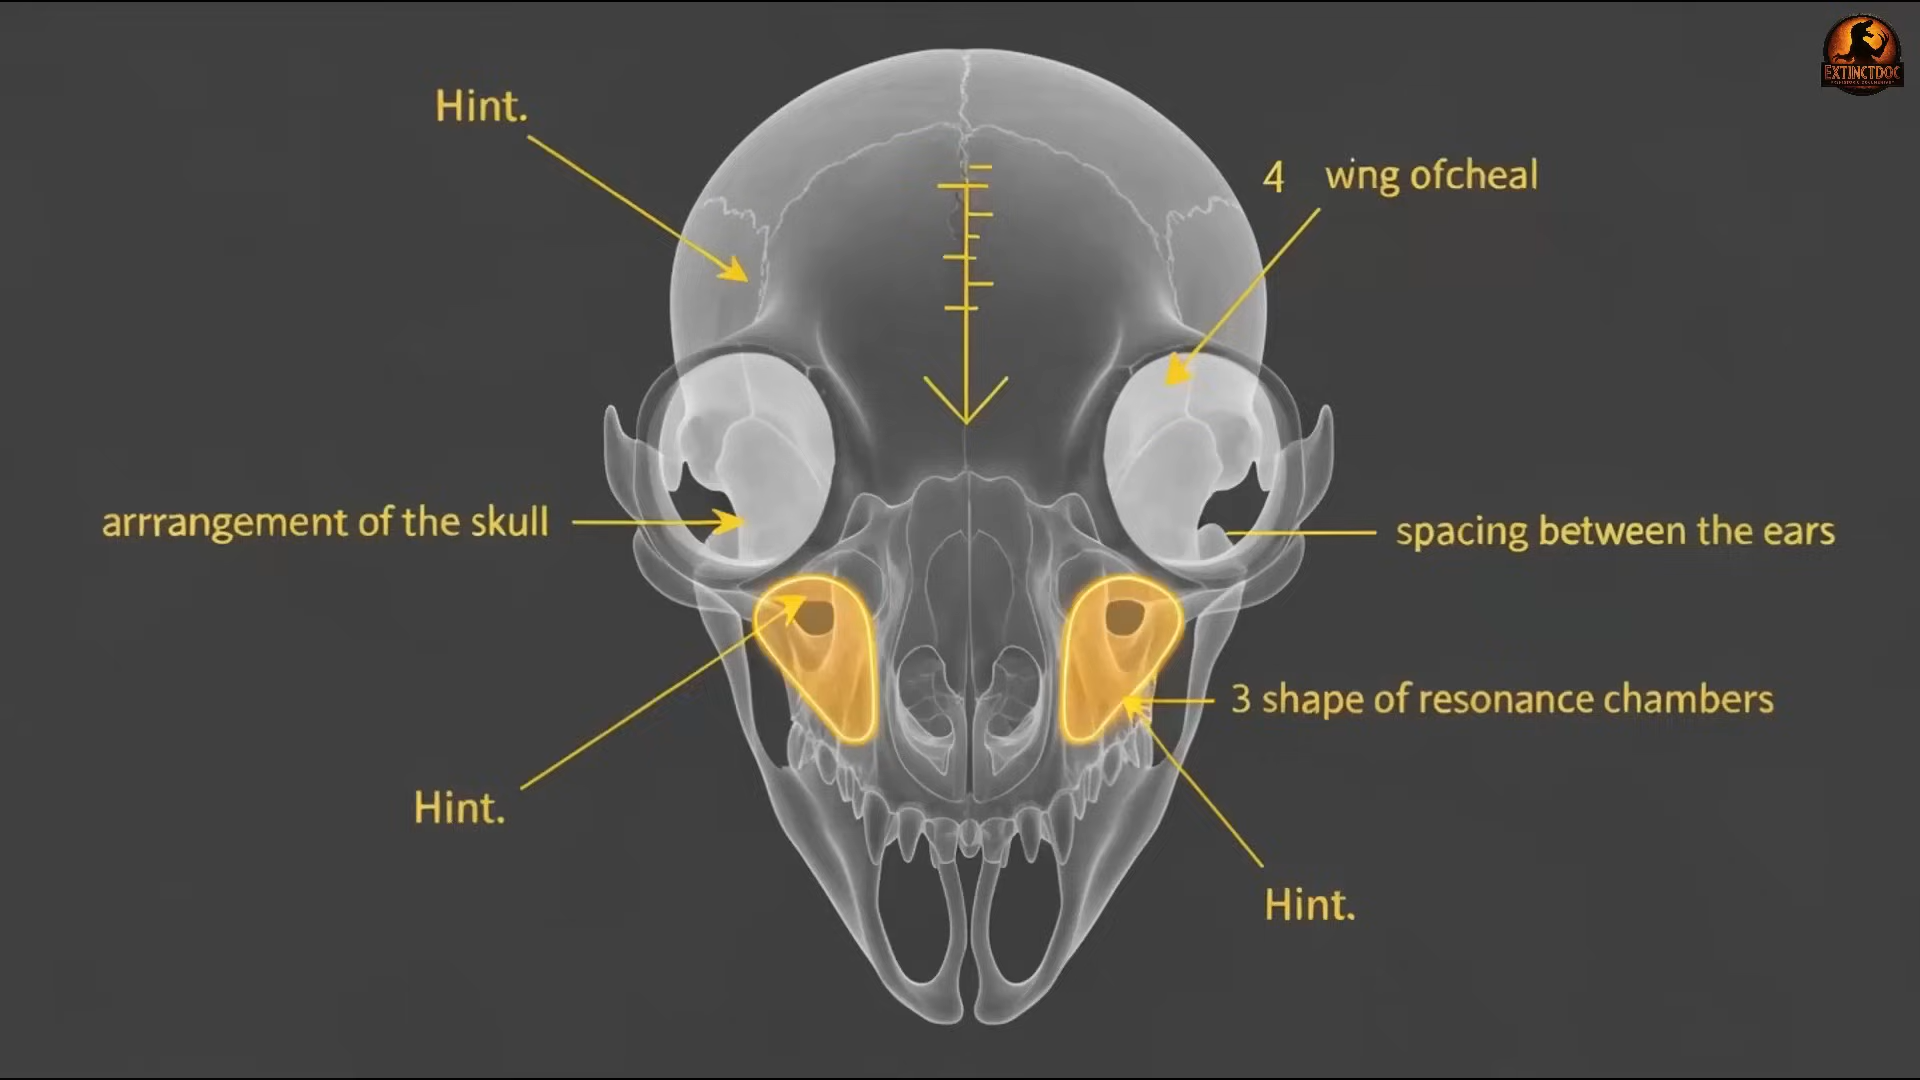 EXTINCTDOC
Hint.
4 wng ofcheal
arrrangement of the skull
spacing between the ears
3 shape of resonance chambers
Hint.
Hint.